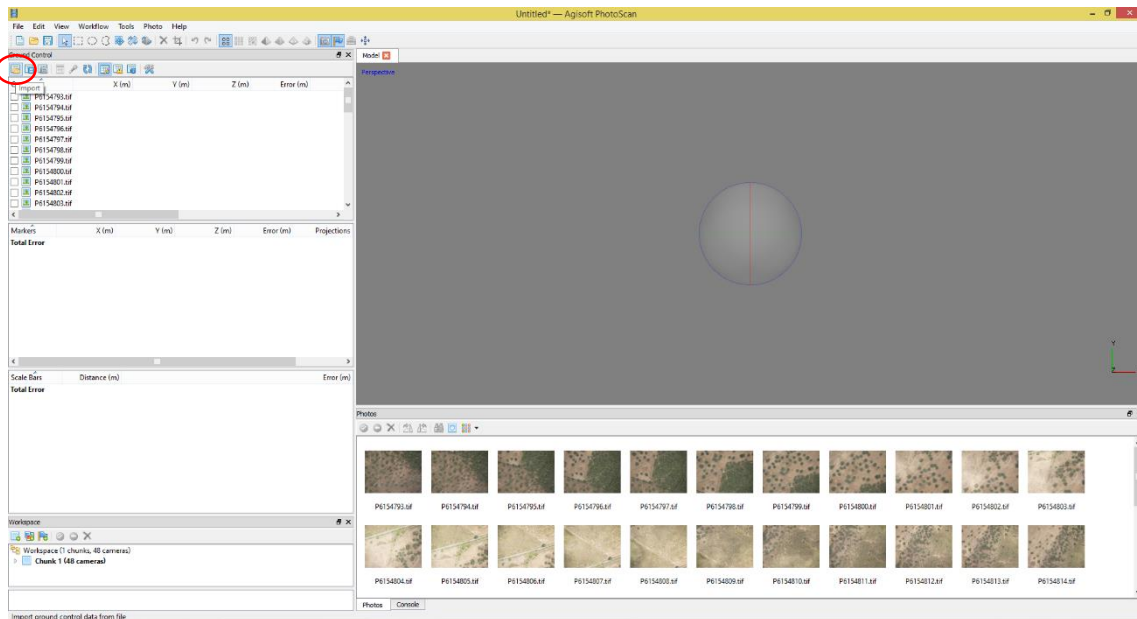 Untitled* — Agisoft PhotoScan
File Edit View Workflow Tools Photo Help
Ground Control
Model
Perspective
X (m) Y (m) Z (m) Error (m)
Import
P6154793.tif
P6154794.tif
P6154795.tif
P6154796.tif
P6154797.tif
P6154798.tif
P6154799.tif
P6154800.tif
P6154801.tif
P6154802.tif
P6154803.tif
Markers X (m) Y (m) Z (m) Error (m) Projections
Total Error
Scale Bars Distance (m) Error (m)
Total Error
Y
Z
Photos
P6154793.tif P6154794.tif P6154795.tif P6154796.tif P6154797.tif P6154798.tif P6154799.tif P6154800.tif P6154801.tif P6154802.tif P6154803.tif
P6154804.tif P6154805.tif P6154806.tif P6154807.tif P6154808.tif P6154809.tif P6154810.tif P6154811.tif P6154812.tif P6154813.tif P6154814.tif
Workspace
Workspace (1 chunks, 48 cameras)
Chunk 1 (48 cameras)
Photos Console
Import ground control data from file